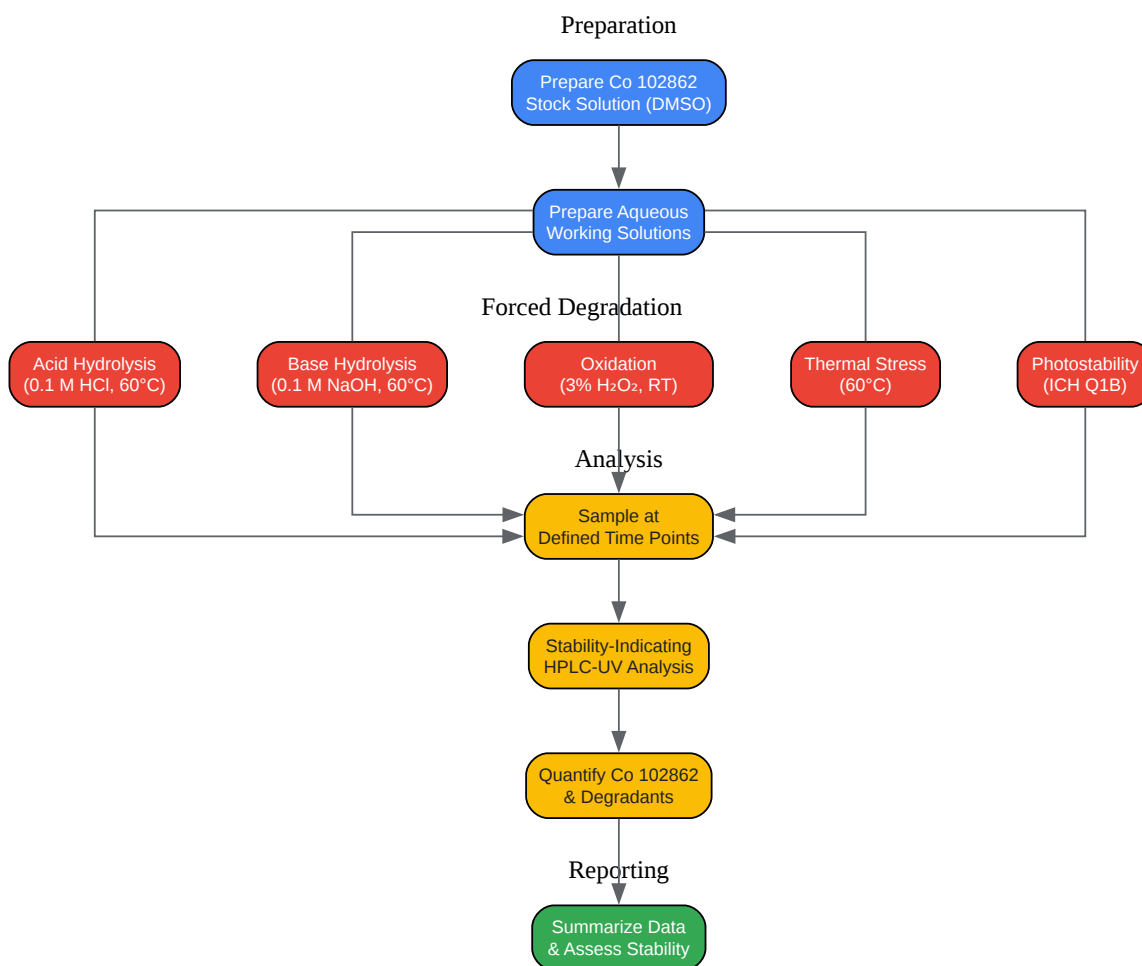 Preparation
Prepare Co 102862
Stock Solution (DMSO)
Prepare Aqueous
Working Solutions
Forced Degradation
Acid Hydrolysis
(0.1 M HCl, 60°C)
Base Hydrolysis
(0.1 M NaOH, 60°C)
Oxidation
(3% H₂O₂, RT)
Thermal Stress
(60°C)
Photostability
(ICH Q1B)
Analysis
Sample at
Defined Time Points
Stability-Indicating
HPLC-UV Analysis
Quantify Co 102862
& Degradants
Reporting
Summarize Data
& Assess Stability